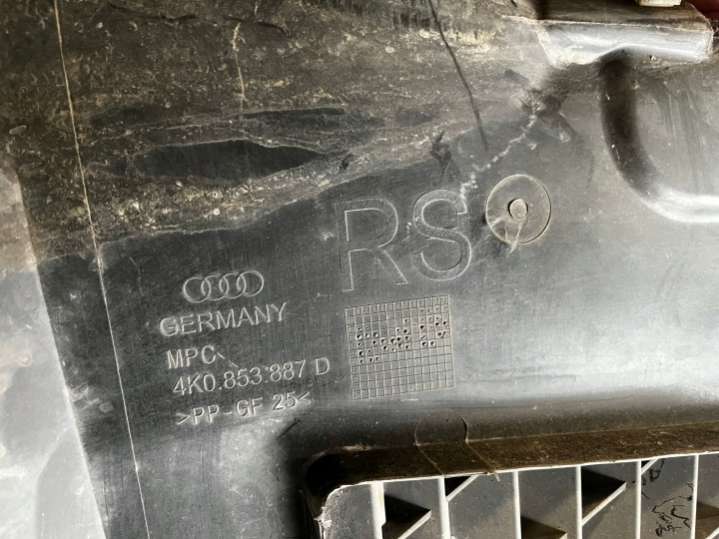 RS
GERMANY
MPC
4K0.853.887 D
>PP-GF 25<